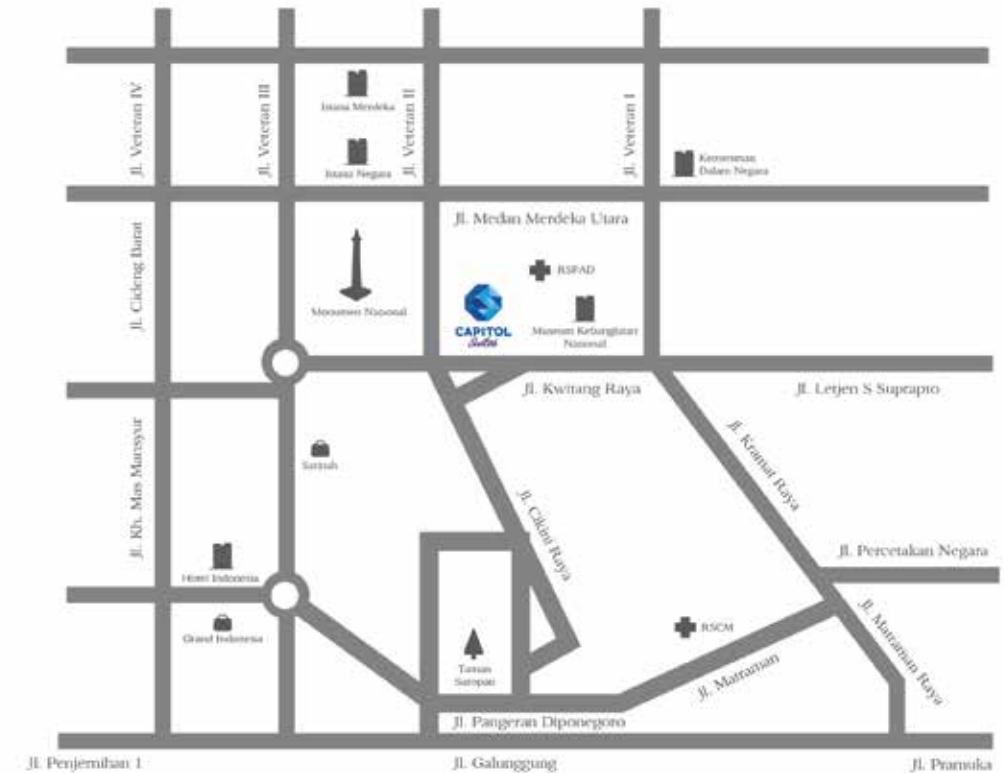 Jl. Veteran IV
Jl. Veteran III
Jl. Veteran II
Jl. Veteran I
Istana Merdeka
Istana Negara
Kementrian
Dalam Negara
Jl. Medan Merdeka Utara
Jl. Cideng Barat
Monumen Nasional
RSPAD
CAPITOL
Suites
Museum Kebangkitan
Nasional
Jl. Kwitang Raya
Jl. Letjen S Suprapto
Jl. Kh. Mas Mansyur
Sarinah
Jl. Kramat Raya
Jl. Cikini Raya
Jl. Percetakan Negara
Hotel Indonesia
Grand Indonesia
RSCM
Jl. Matraman Raya
Taman
Suropati
Jl. Matraman
Jl. Pangeran Diponegoro
Jl. Penjernihan 1
Jl. Galunggung
Jl. Pramuka